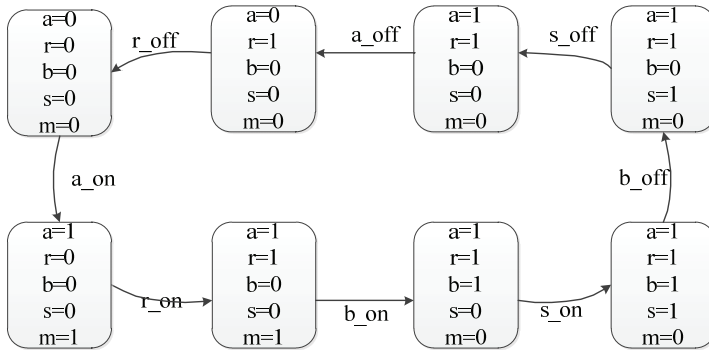 a=0
r=0
b=0
s=0
m=0
r_off
a=0
r=1
b=0
s=0
m=0
a_off
a=1
r=1
b=0
s=0
m=0
s_off
a=1
r=1
b=0
s=1
m=0
a_on
b_off
a=1
r=0
b=0
s=0
m=1
r_on
a=1
r=1
b=0
s=0
m=1
b_on
a=1
r=1
b=1
s=0
m=0
s_on
a=1
r=1
b=1
s=1
m=0